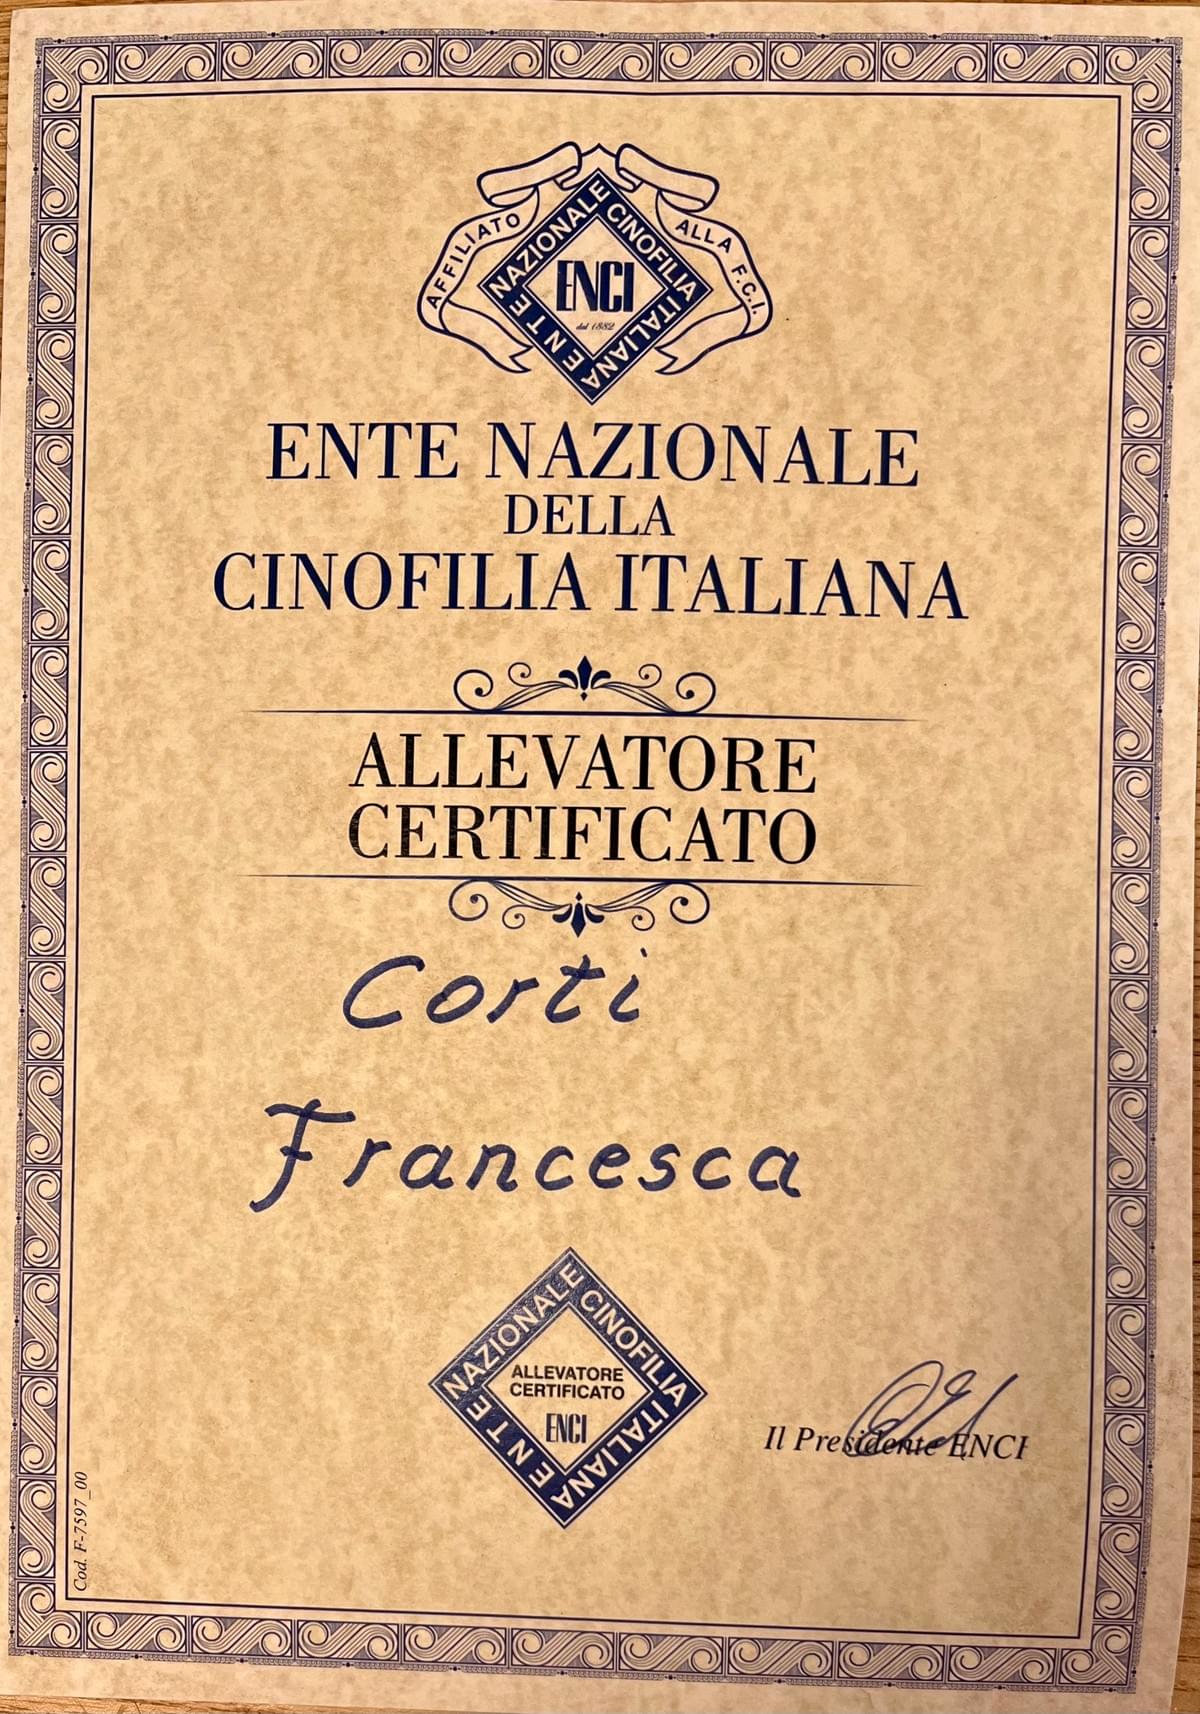 AFFILIATO ALLA F.C.I.
ENTE NAZIONALE CINOFILIA ITALIANA
ENCI
dal 1882
ENTE NAZIONALE
DELLA
CINOFILIA ITALIANA
ALLEVATORE
CERTIFICATO
Corti
Francesca
ENTE NAZIONALE CINOFILIA ITALIANA
ALLEVATORE
CERTIFICATO
ENCI
Il Presidente ENCI
Cod. F-7597_00